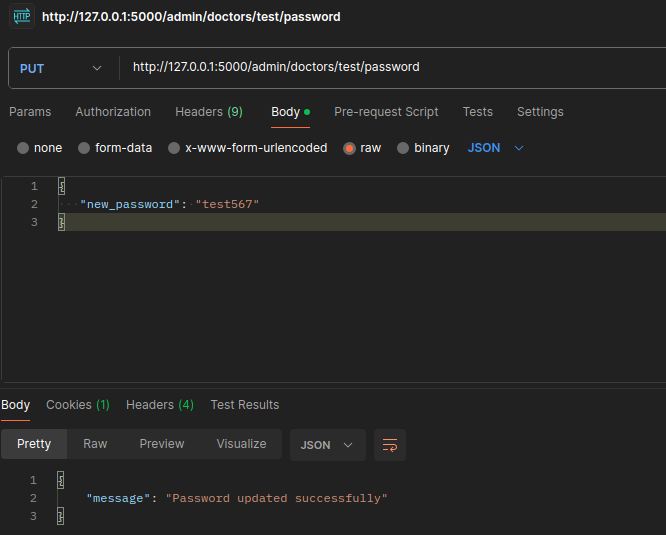 HTTP http://127.0.0.1:5000/admin/doctors/test/password
PUT http://127.0.0.1:5000/admin/doctors/test/password
Params Authorization Headers (9) Body Pre-request Script Tests Settings
none form-data x-www-form-urlencoded raw binary JSON
1 {
2 "new_password": "test567"
3 }
Body Cookies (1) Headers (4) Test Results
Pretty Raw Preview Visualize JSON
1 {
2 "message": "Password updated successfully"
3 }